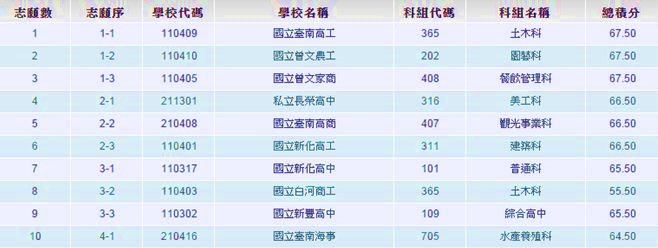 志願數 志願序 學校代碼 學校名稱 科組代碼 科組名稱 總積分
1 1-1 110409 國立臺南高工 365 土木科 67.50
2 1-2 110410 國立曾文農工 202 園藝科 67.50
3 1-3 110405 國立曾文家商 408 餐飲管理科 67.50
4 2-1 211301 私立長榮高中 316 美工科 66.50
5 2-2 210408 國立臺南高商 407 觀光事業科 66.50
6 2-3 110401 國立新化高工 311 建築科 66.50
7 3-1 110317 國立新化高中 101 普通科 65.50
8 3-2 110403 國立白河商工 365 土木科 55.50
9 3-3 110302 國立新豐高中 109 綜合高中 65.50
10 4-1 210416 國立臺南海事 705 水產養殖科 64.50